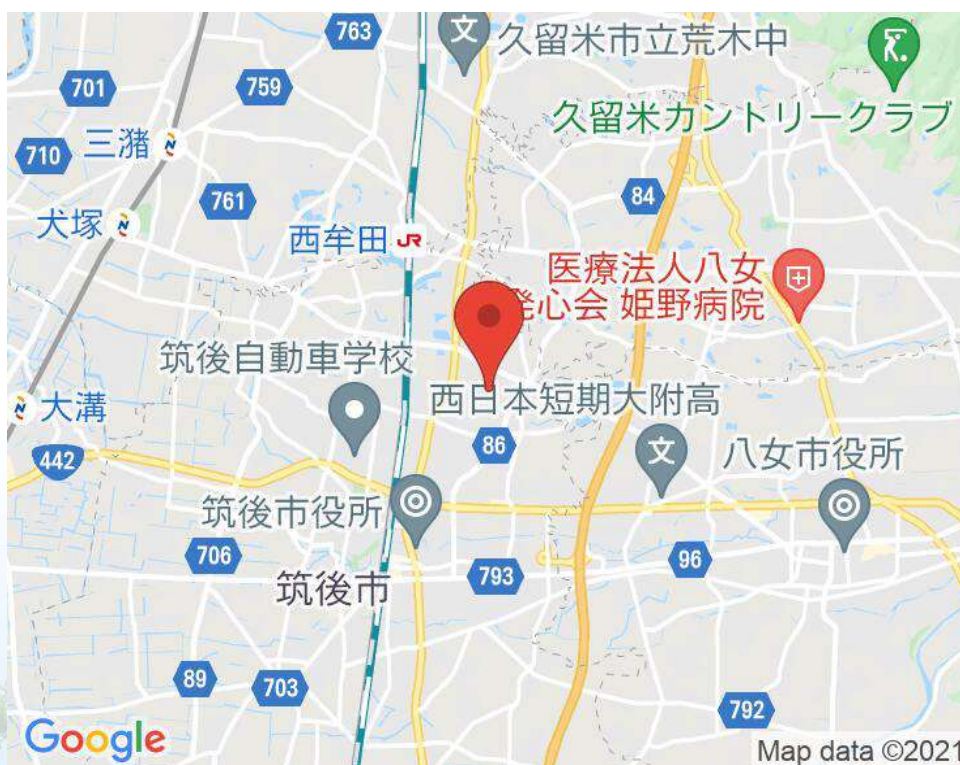 763
久留米市立荒木中
701
759
久留米カントリークラブ
三潴
710
84
761
犬塚
西牟田
JR
医療法人八女
発心会 姫野病院
筑後自動車学校
大溝
西日本短期大附高
86
442
八女市役所
筑後市役所
706
793
96
筑後市
89
703
792
Google
Map data ©2021